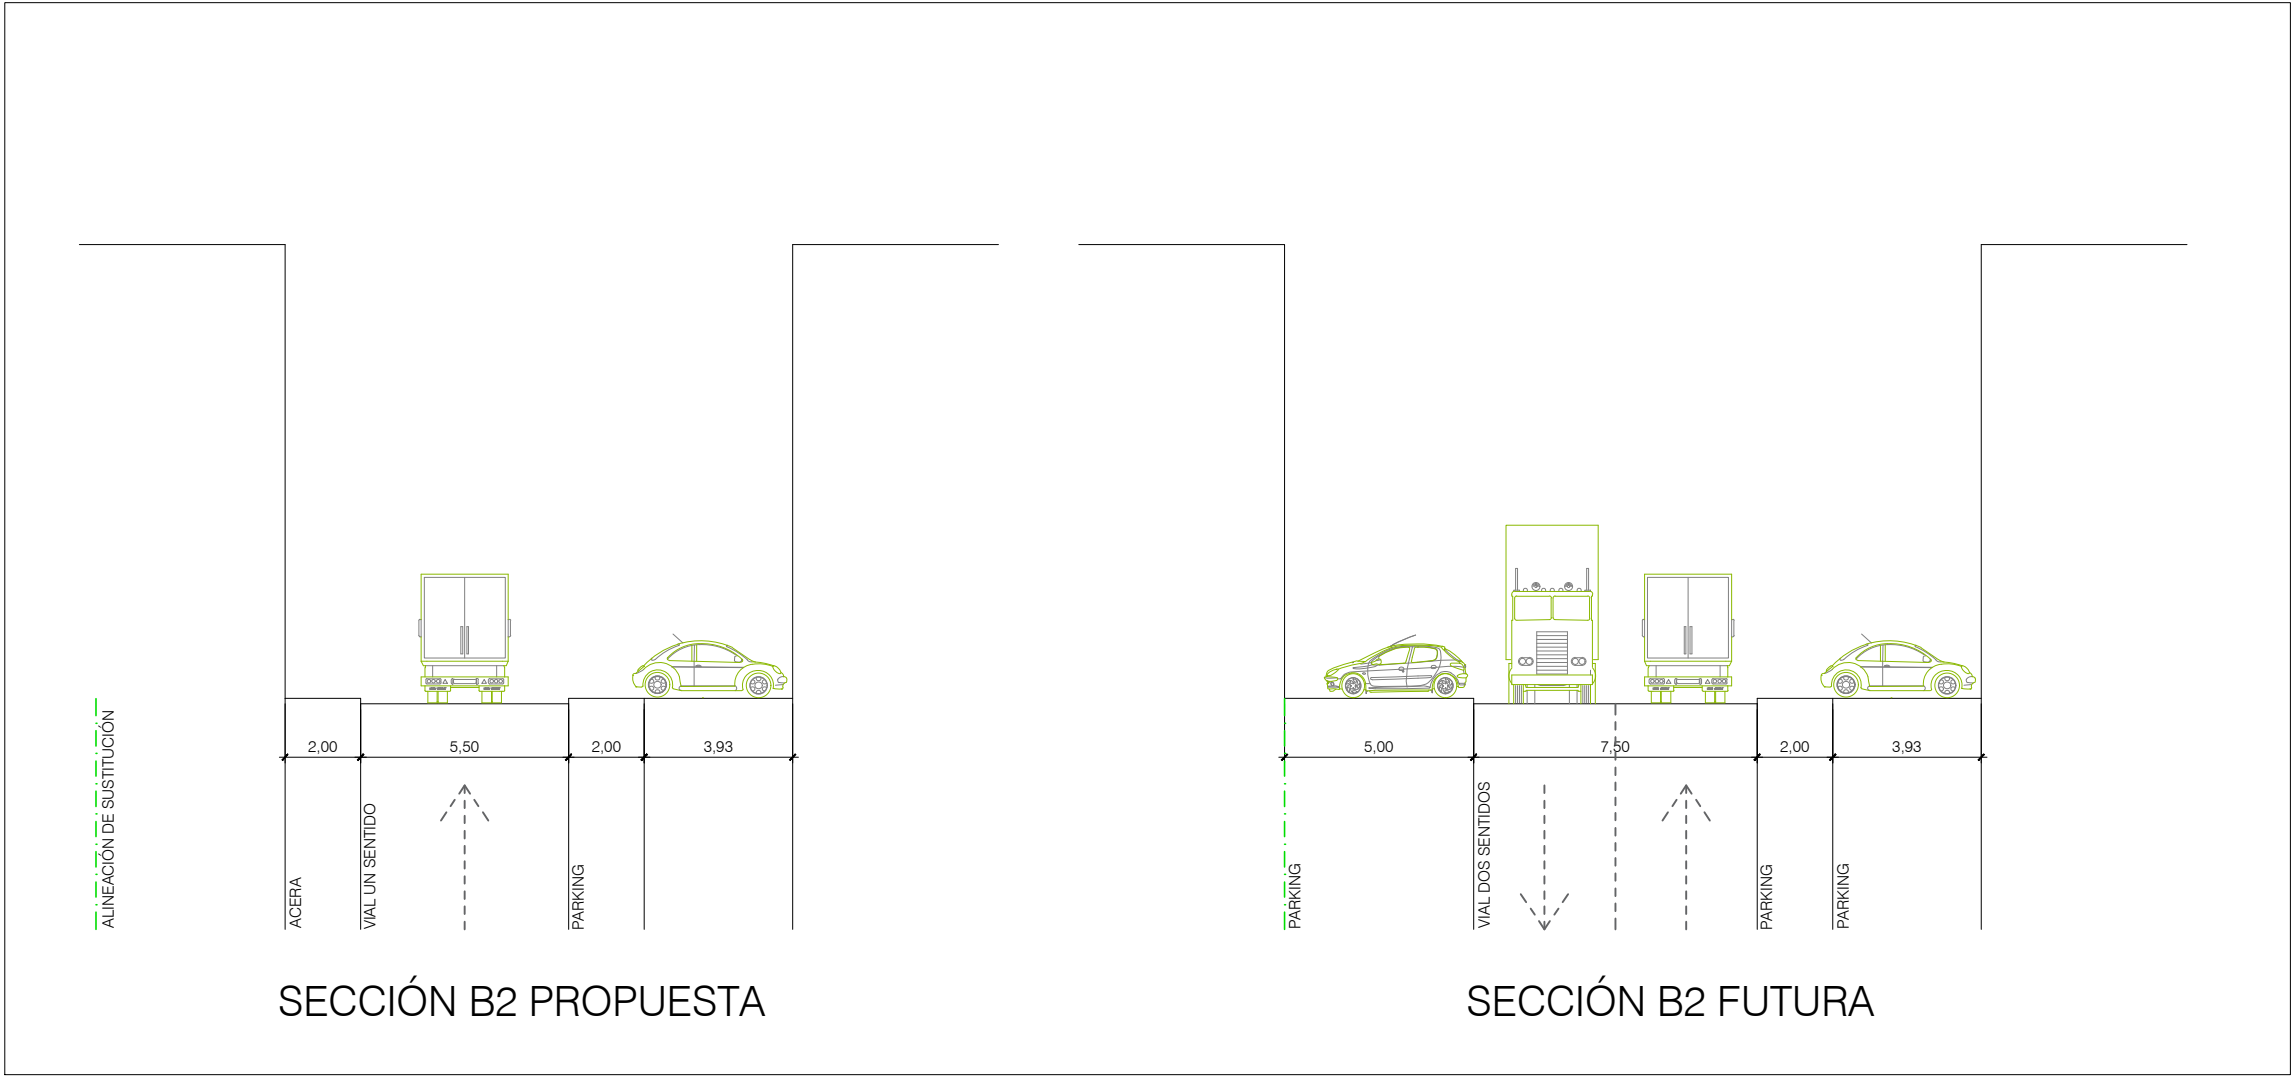 2,00
5,50
2,00
3,93
ALINEACIÓN DE SUSTITUCIÓN
ACERA
VIAL UN SENTIDO
PARKING
SECCIÓN B2 PROPUESTA
5,00
7,50
2,00
3,93
PARKING
VIAL DOS SENTIDOS
PARKING
PARKING
SECCIÓN B2 FUTURA